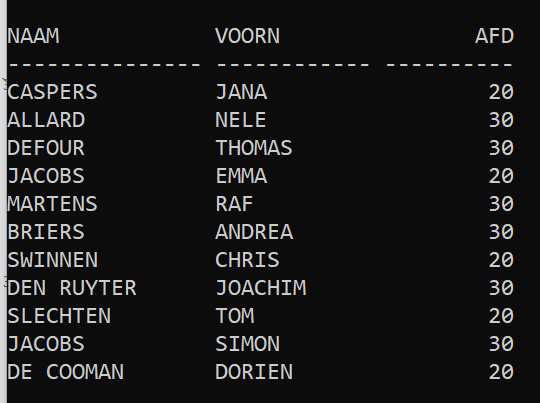 NAAM VOORN AFD
--------------- ------------ ----------
CASPERS JANA 20
ALLARD NELE 30
DEFOUR THOMAS 30
JACOBS EMMA 20
MARTENS RAF 30
BRIERS ANDREA 30
SWINNEN CHRIS 20
DEN RUYTER JOACHIM 30
SLECHTEN TOM 20
JACOBS SIMON 30
DE COOMAN DORIEN 20